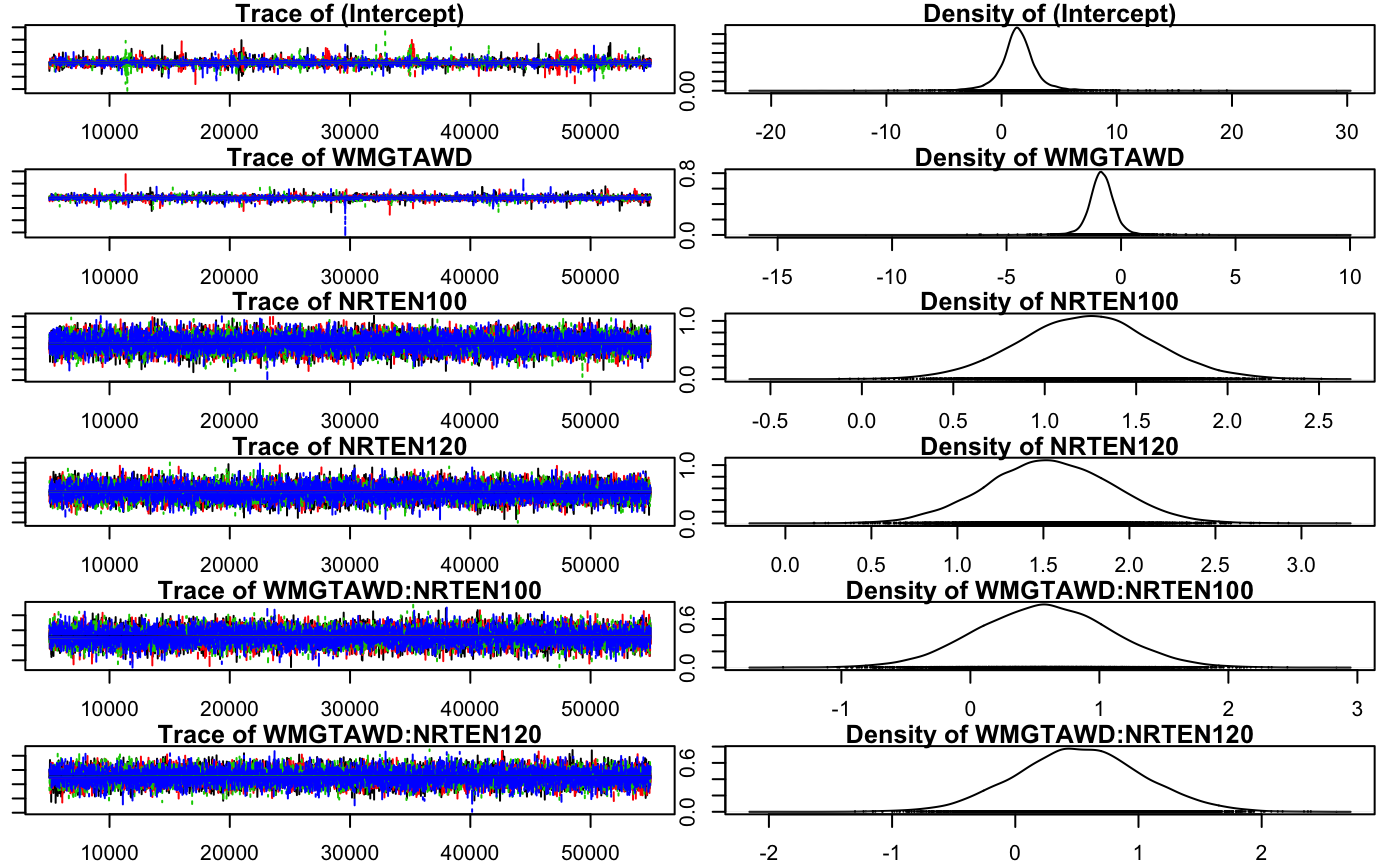 Trace of (Intercept) Density of (Intercept)
0.00
10000 20000 30000 40000 50000 -20 -10 0 10 20 30
Trace of WMGTAWD Density of WMGTAWD
0.0 0.8
10000 20000 30000 40000 50000 -15 -10 -5 0 5 10
Trace of NRTEN100 Density of NRTEN100
0.0 1.0
10000 20000 30000 40000 50000 -0.5 0.0 0.5 1.0 1.5 2.0 2.5
Trace of NRTEN120 Density of NRTEN120
0.0 1.0
10000 20000 30000 40000 50000 0.0 0.5 1.0 1.5 2.0 2.5 3.0
Trace of WMGTAWD:NRTEN100 Density of WMGTAWD:NRTEN100
0.0 0.6
10000 20000 30000 40000 50000 -1 0 1 2 3
Trace of WMGTAWD:NRTEN120 Density of WMGTAWD:NRTEN120
0.0 0.6
10000 20000 30000 40000 50000 -2 -1 0 1 2